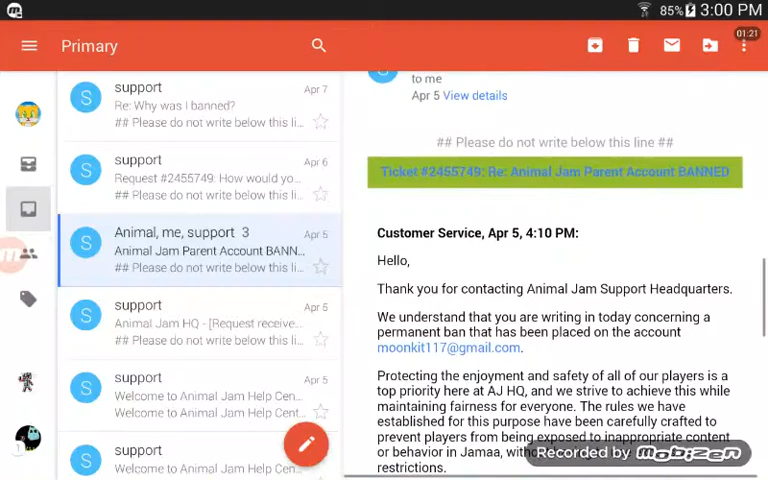 85% 3:00 PM
01:21
Primary
support Apr 7
Re: Why was I banned?
## Please do not write below this li...
support Apr 6
Request #2455749: How would yo...
## Please do not write below this li...
Animal, me, support 3 Apr 5
Animal Jam Parent Account BANN...
## Please do not write below this li...
support Apr 5
Animal Jam HQ - [Request receive...
## Please do not write below this li...
support Apr 5
Welcome to Animal Jam Help Cen...
Welcome to Animal Jam Help Cent...
support
Welcome to Animal Jam Help Cent...
S
S
S
S
S
S
to me
Apr 5 View details
## Please do not write below this line ##
Ticket #2455749: Re: Animal Jam Parent Account BANNED
Customer Service, Apr 5, 4:10 PM:
Hello,
Thank you for contacting Animal Jam Support Headquarters.
We understand that you are writing in today concerning a
permanent ban that has been placed on the account
moonkit117@gmail.com.
Protecting the enjoyment and safety of all of our players is a
top priority here at AJ HQ, and we strive to achieve this while
maintaining fairness for everyone. The rules we have
established for this purpose have been carefully crafted to
prevent players from being exposed to inappropriate content
or behavior in Jamaa, with
restrictions.
Recorded by mobizen